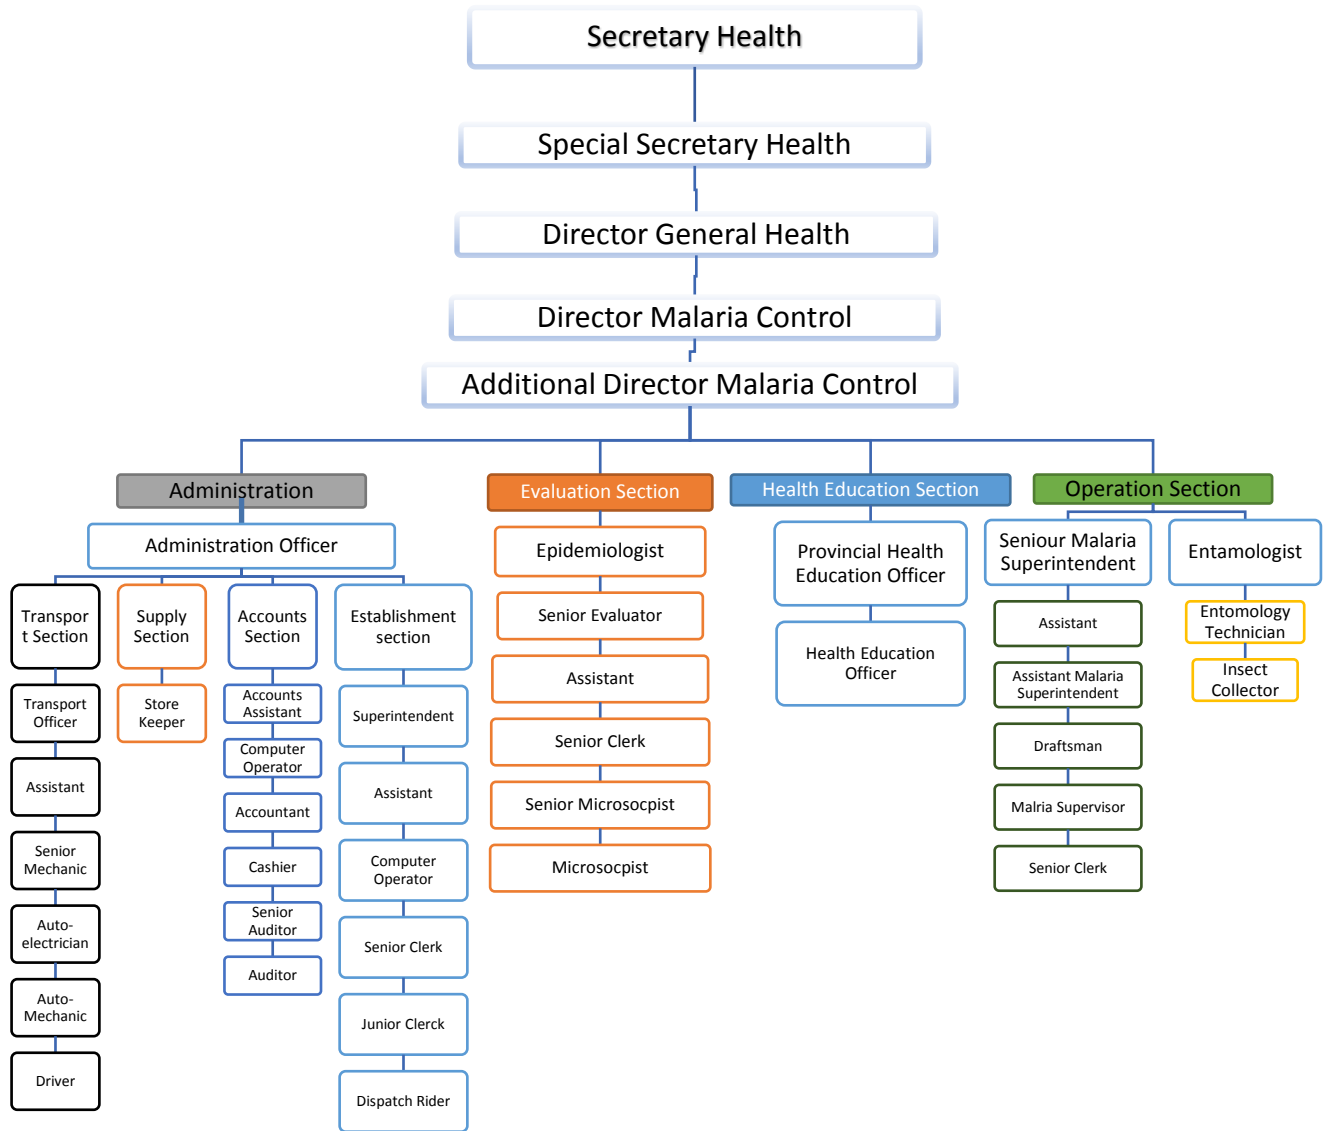 Secretary Health
Special Secretary Health
Director General Health
Director Malaria Control
Additional Director Malaria Control
Administration
Evaluation Section
Health Education Section
Operation Section
Administration Officer
Transpor
t Section
Transport
Officer
Assistant
Senior
Mechanic
Auto-
electrician
Auto-
Mechanic
Driver
Supply
Section
Store
Keeper
Accounts
Section
Accounts
Assistant
Computer
Operator
Accountant
Cashier
Senior
Auditor
Auditor
Establishment
section
Superintendent
Assistant
Computer
Operator
Senior Clerk
Junior Clerck
Dispatch Rider
Epidemiologist
Senior Evaluator
Assistant
Senior Clerk
Senior Microsocpist
Microsocpist
Provincial Health
Education Officer
Health Education
Officer
Seniour Malaria
Superintendent
Assistant
Assistant Malaria
Superintendent
Draftsman
Malria Supervisor
Senior Clerk
Entamologist
Entomology
Technician
Insect
Collector